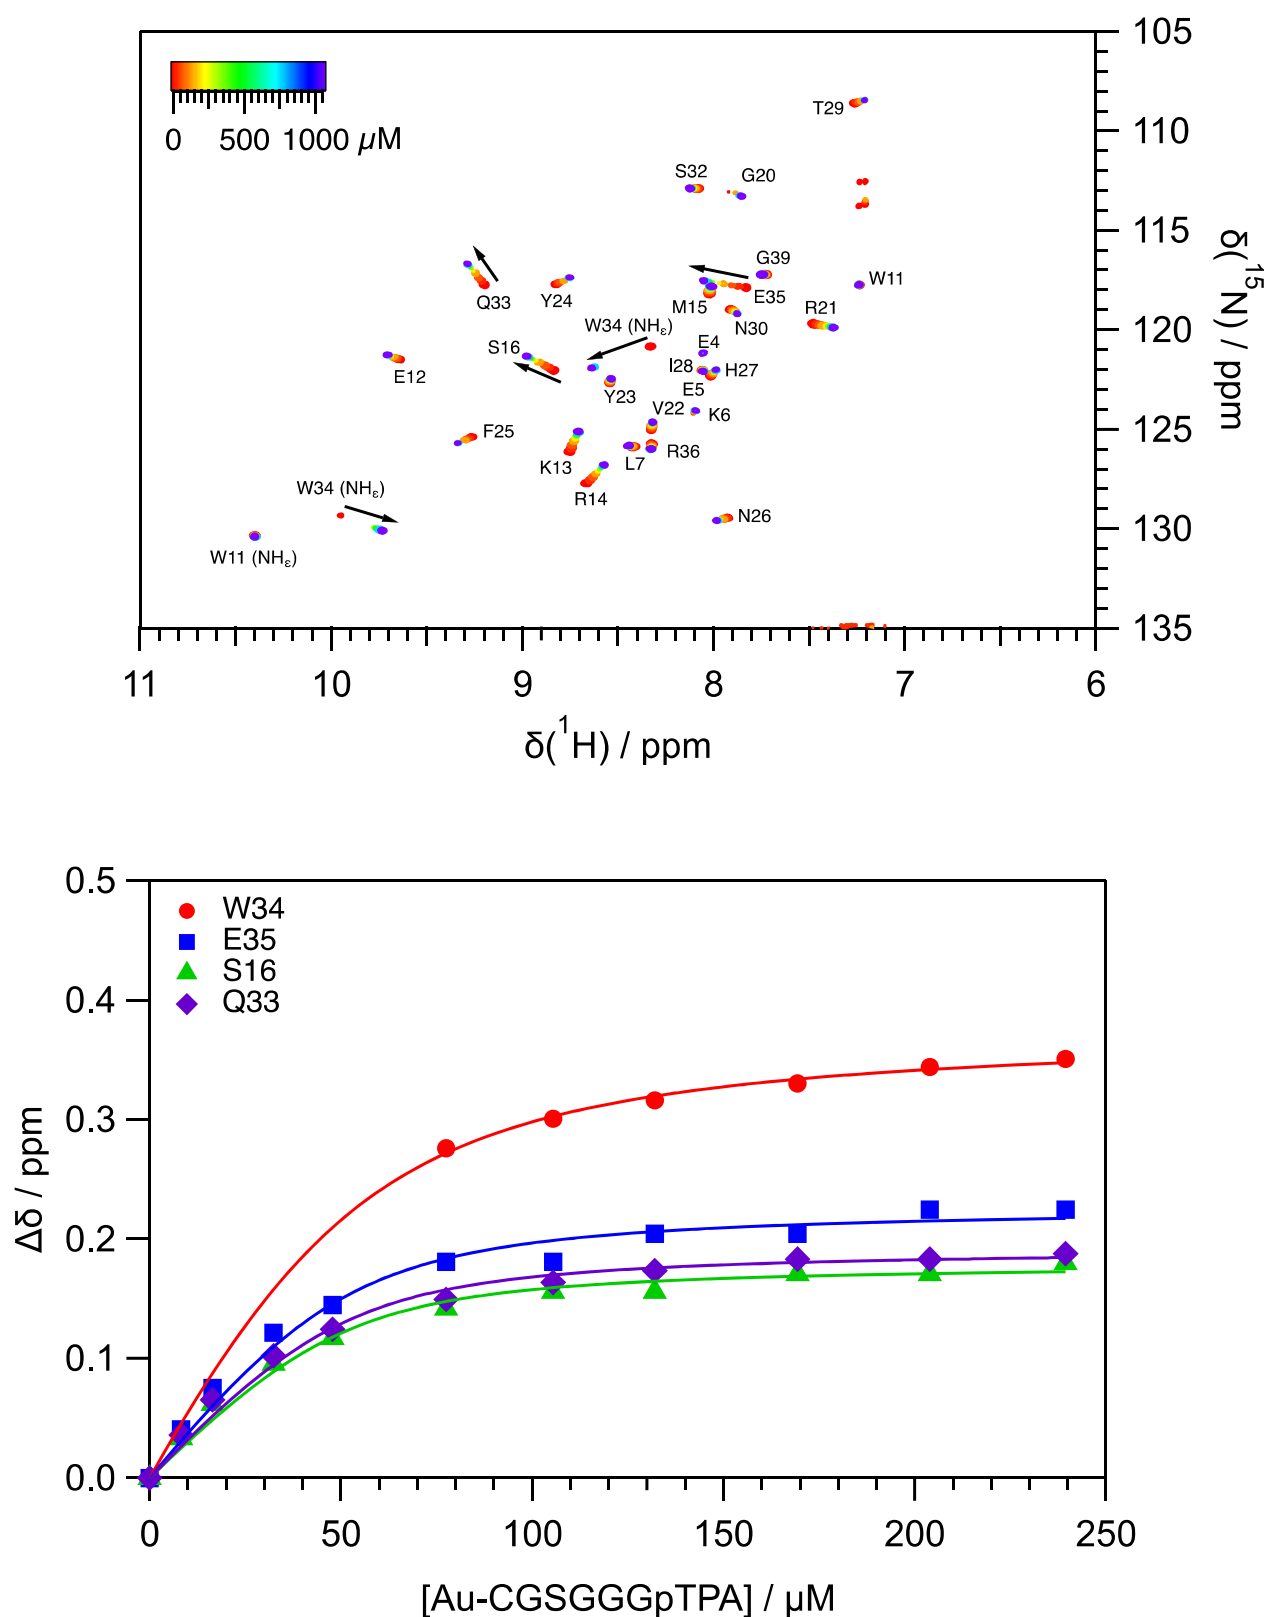 105
110
115
120
125
130
135
δ(¹⁵N) / ppm
0 500 1000 µM
T29
S32
G20
G39
Q33
Y24
M15
E35
W11
N30
R21
W34 (NHε)
E4
S16
I28
H27
E12
Y23
E5
V22
K6
F25
K13
L7
R36
R14
W34 (NHε)
N26
W11 (NHε)
11 10 9 8 7 6
δ(¹H) / ppm
0.5
0.4
0.3
0.2
0.1
0.0
Δδ / ppm
W34
E35
S16
Q33
0 50 100 150 200 250
[Au-CGSGGGpTPA] / µM